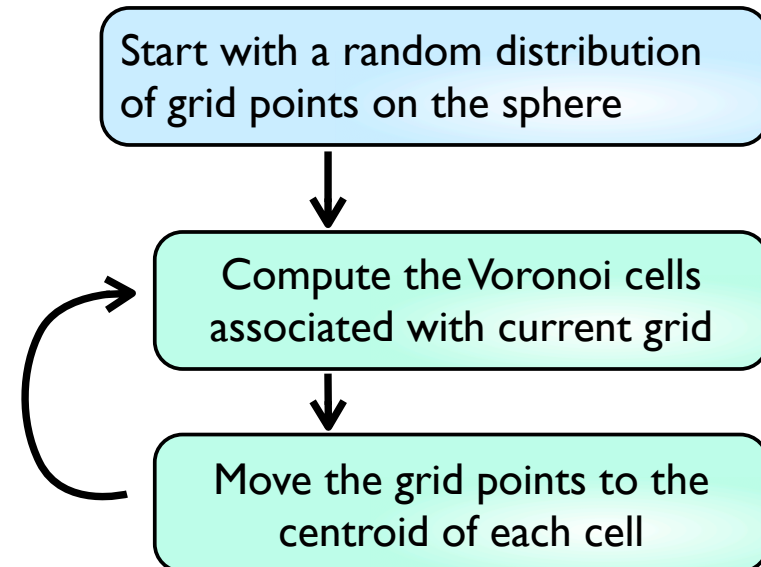 Start with a random distribution
of grid points on the sphere
Compute the Voronoi cells
associated with current grid
Move the grid points to the
centroid of each cell